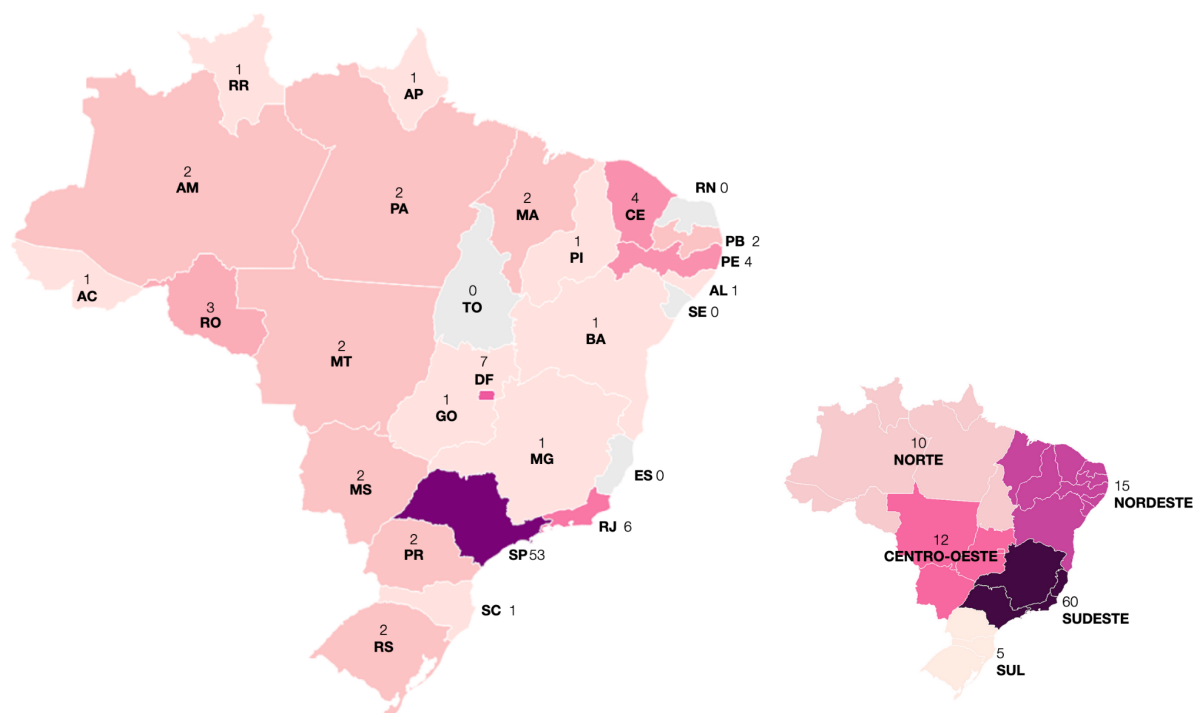 1
RR
1
AP
2
AM
2
PA
2
MA
4
CE
RN 0
1
PI
PB 2
PE 4
1
AC
3
RO
0
TO
AL 1
SE 0
2
MT
1
BA
7
DF
1
GO
1
MG
2
MS
ES 0
RJ 6
2
PR
SP 53
SC 1
2
RS
10
NORTE
15
NORDESTE
12
CENTRO-OESTE
60
SUDESTE
5
SUL